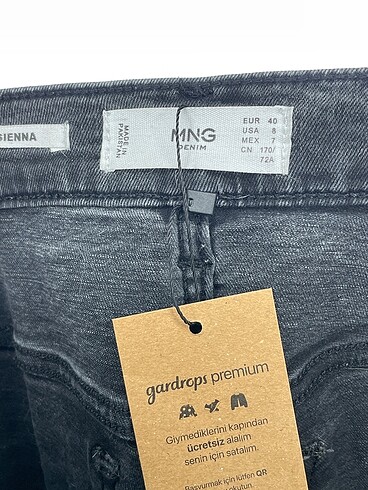 SIENNA
MADE IN
PAKISTAN
MNG
DENIM
EUR 40
USA 8
MEX 7
CN 170/
72A
gardrops premium
Giymediklerini kapından
ücretsiz alalım
senin için satalım.
Başvurmak için lütfen QR
okutun